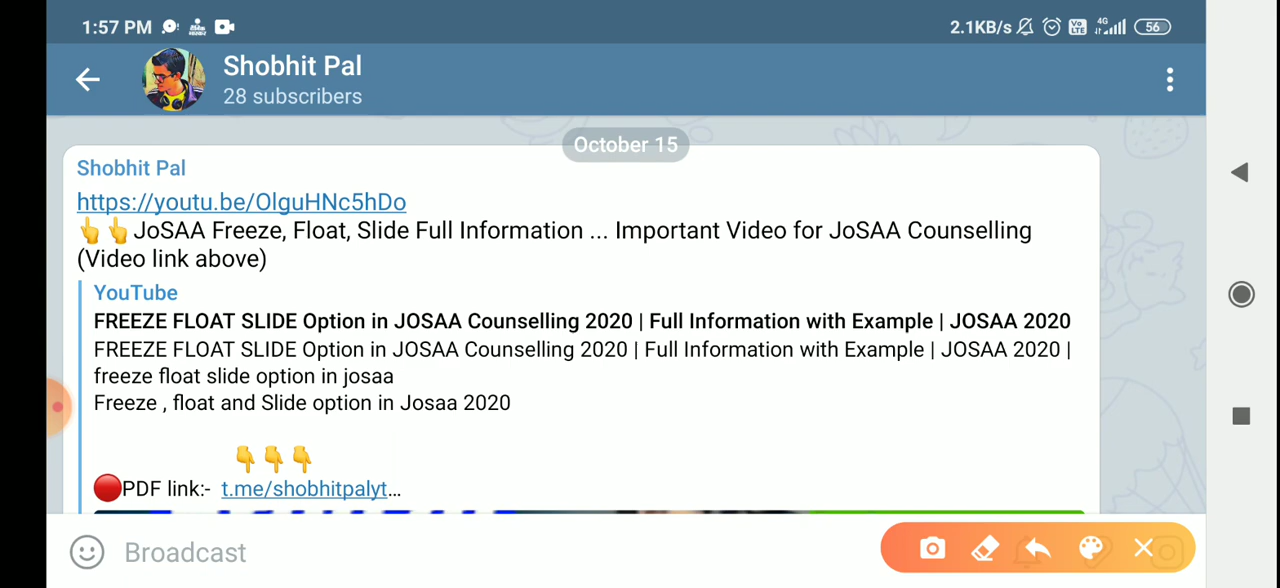 1:57 PM
2.1KB/s
Vo
LTE
4G
56
Shobhit Pal
28 subscribers
October 15
Shobhit Pal
https://youtu.be/OlguHNc5hDo
👆👆JoSAA Freeze, Float, Slide Full Information ... Important Video for JoSAA Counselling
(Video link above)
YouTube
FREEZE FLOAT SLIDE Option in JOSAA Counselling 2020 | Full Information with Example | JOSAA 2020
FREEZE FLOAT SLIDE Option in JOSAA Counselling 2020 | Full Information with Example | JOSAA 2020 |
freeze float slide option in josaa
Freeze , float and Slide option in Josaa 2020
👇👇👇
🔴PDF link:- t.me/shobhitpalyt...
Broadcast